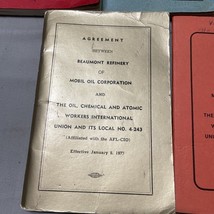 AGREEMENT
BETWEEN
BEAUMONT REFINERY
OF
MOBIL OIL CORPORATION
AND
THE OIL, CHEMICAL AND ATOMIC
WORKERS INTERNATIONAL
UNION AND ITS LOCAL NO. 4-243
(Affiliated with the AFL-CIO)
Effective January 8, 1977